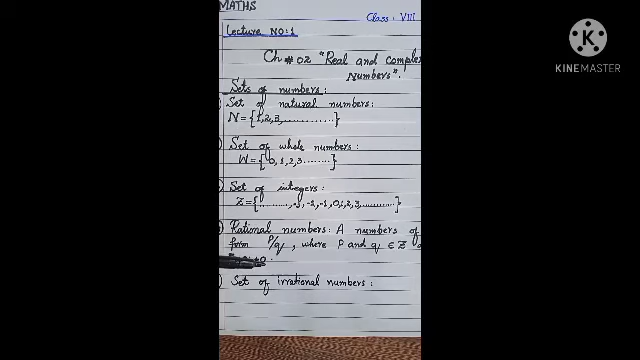 MATHS
Class: VIII
Lecture NO:1
Ch # 02 "Real and Complex
Numbers".
Sets of numbers:
Set of natural numbers:
N = {1,2,3,............}
Set of whole numbers:
W = {0,1,2,3........}
Set of integers:
Z = {........, -3, -2, -1, 0,1,2,3,...........}
Rational numbers: A numbers of
form P/q, where P and q ∈ Z
Set of irrational numbers:
KINEMASTER